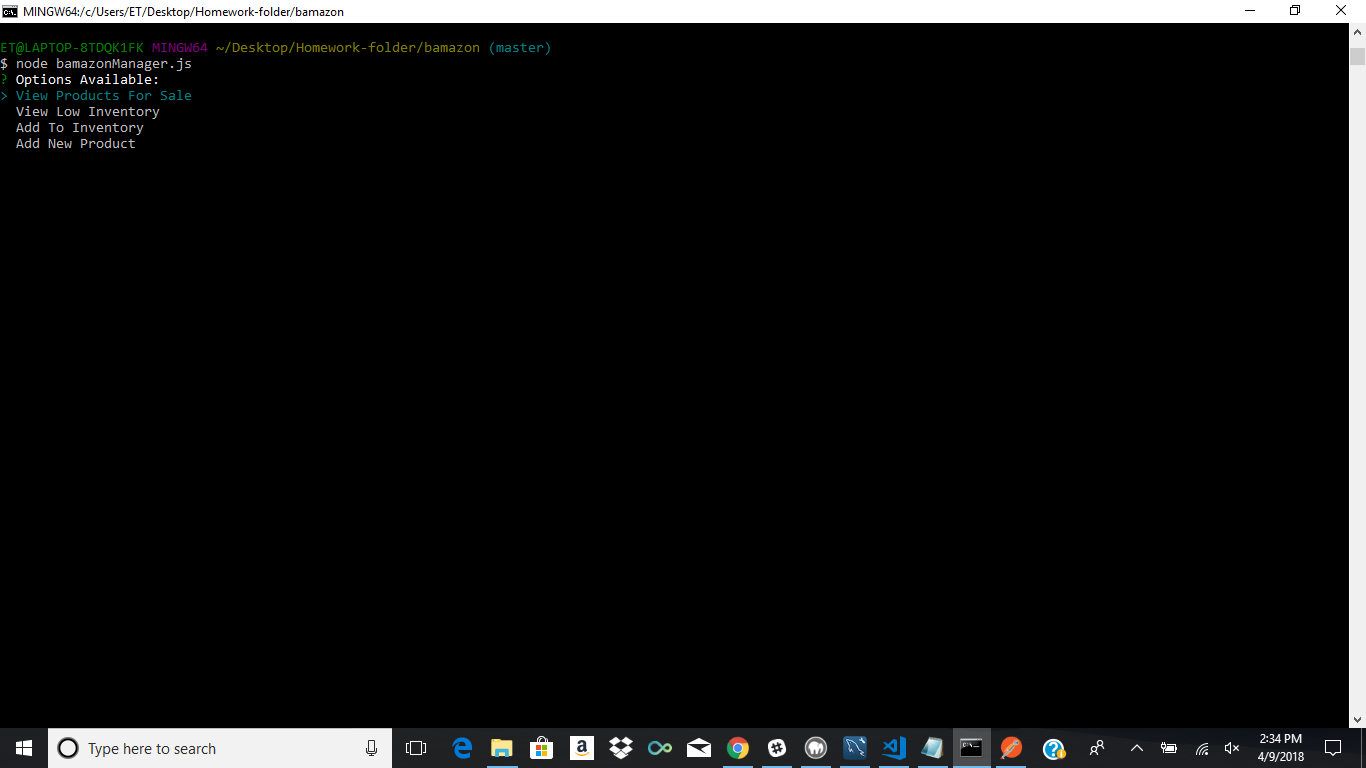 MINGW64:/c/Users/ET/Desktop/Homework-folder/bamazon
ET@LAPTOP-8TDQK1FK MINGW64 ~/Desktop/Homework-folder/bamazon (master)
$ node bamazonManager.js
? Options Available:
> View Products For Sale
View Low Inventory
Add To Inventory
Add New Product
Type here to search
2:34 PM
4/9/2018